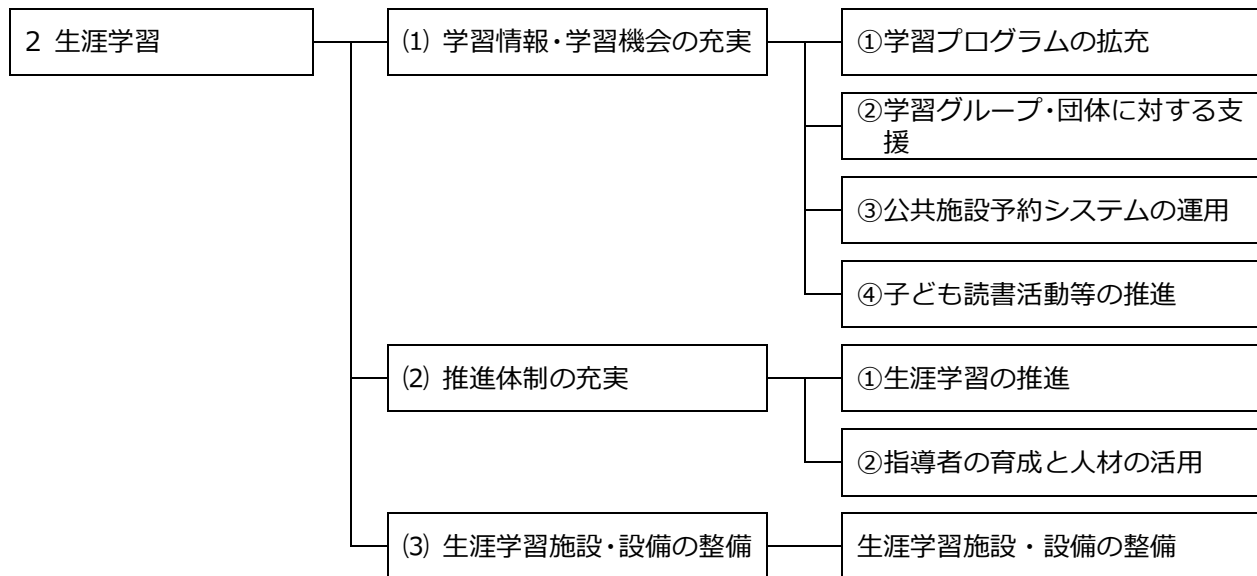 2 生涯学習
⑴ 学習情報・学習機会の充実
①学習プログラムの拡充
②学習グループ・団体に対する支
援
③公共施設予約システムの運用
④子ども読書活動等の推進
⑵ 推進体制の充実
①生涯学習の推進
②指導者の育成と人材の活用
⑶ 生涯学習施設・設備の整備
生涯学習施設・設備の整備